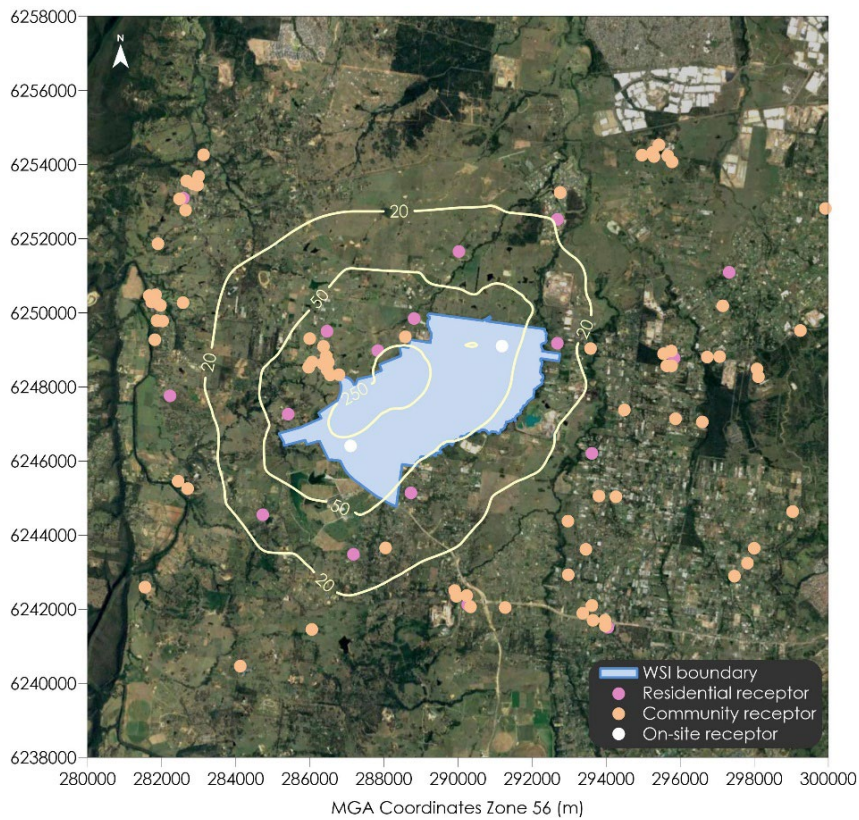 N
6258000
6256000
6254000
6252000
6250000
6248000
6246000
6244000
6242000
6240000
6238000
20
50
20
20
250
50
20
WSI boundary
Residential receptor
Community receptor
On-site receptor
280000 282000 284000 286000 288000 290000 292000 294000 296000 298000 300000
MGA Coordinates Zone 56 (m)